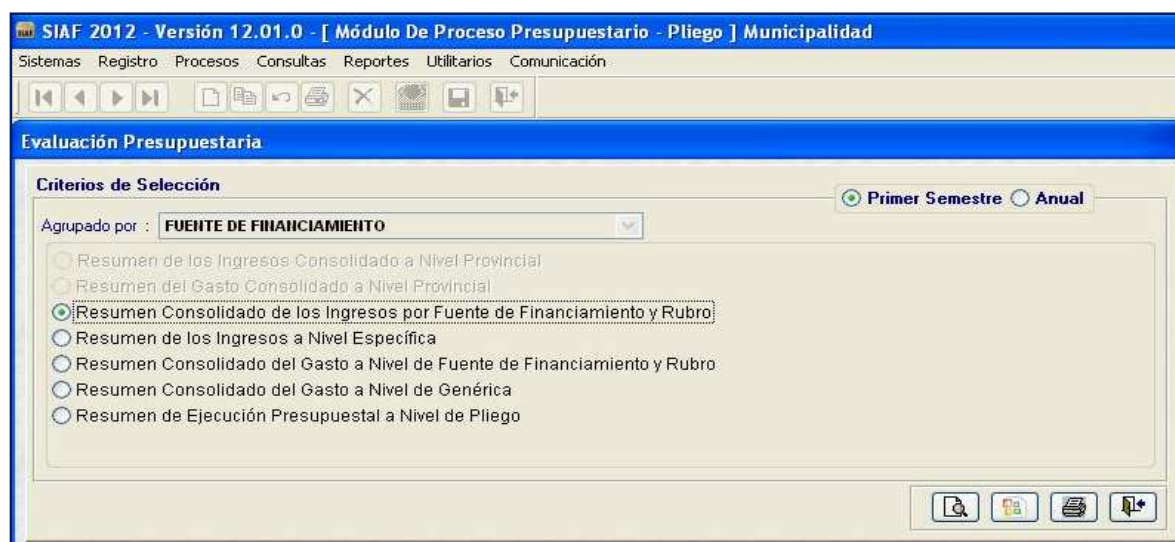 SIAF 2012 - Versión 12.01.0 - [ Módulo De Proceso Presupuestario - Pliego ] Municipalidad
Sistemas Registro Procesos Consultas Reportes Utilitarios Comunicación
Evaluación Presupuestaria
Criterios de Selección
Primer Semestre Anual
Agrupado por : FUENTE DE FINANCIAMIENTO
Resumen de los Ingresos Consolidado a Nivel Provincial
Resumen del Gasto Consolidado a Nivel Provincial
Resumen Consolidado de los Ingresos por Fuente de Financiamiento y Rubro
Resumen de los Ingresos a Nivel Específica
Resumen Consolidado del Gasto a Nivel de Fuente de Financiamiento y Rubro
Resumen Consolidado del Gasto a Nivel de Genérica
Resumen de Ejecución Presupuestal a Nivel de Pliego